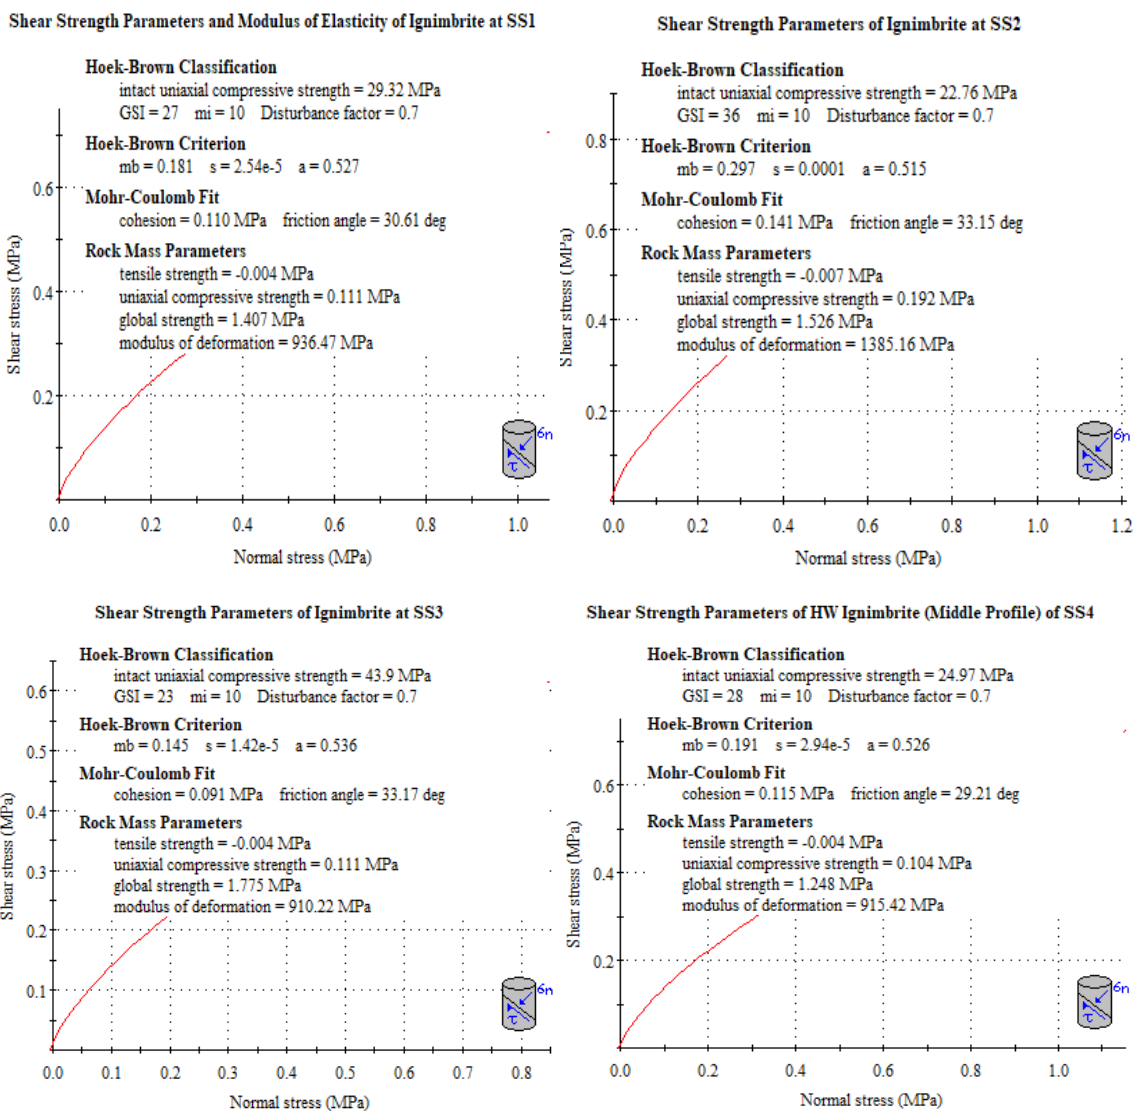 Shear Strength Parameters and Modulus of Elasticity of Ignimbrite at SS1
Hoek-Brown Classification
intact uniaxial compressive strength = 29.32 MPa
GSI = 27 mi = 10 Disturbance factor = 0.7
Hoek-Brown Criterion
mb = 0.181 s = 2.54e-5 a = 0.527
Mohr-Coulomb Fit
cohesion = 0.110 MPa friction angle = 30.61 deg
Rock Mass Parameters
tensile strength = -0.004 MPa
uniaxial compressive strength = 0.111 MPa
global strength = 1.407 MPa
modulus of deformation = 936.47 MPa
Shear stress (MPa)
0.6
0.4
0.2
σn
τ
0.0 0.2 0.4 0.6 0.8 1.0
Normal stress (MPa)
Shear Strength Parameters of Ignimbrite at SS2
Hoek-Brown Classification
intact uniaxial compressive strength = 22.76 MPa
GSI = 36 mi = 10 Disturbance factor = 0.7
Hoek-Brown Criterion
mb = 0.297 s = 0.0001 a = 0.515
Mohr-Coulomb Fit
cohesion = 0.141 MPa friction angle = 33.15 deg
Rock Mass Parameters
tensile strength = -0.007 MPa
uniaxial compressive strength = 0.192 MPa
global strength = 1.526 MPa
modulus of deformation = 1385.16 MPa
Shear stress (MPa)
0.8
0.6
0.4
0.2
σn
τ
0.0 0.2 0.4 0.6 0.8 1.0 1.2
Normal stress (MPa)
Shear Strength Parameters of Ignimbrite at SS3
Hoek-Brown Classification
intact uniaxial compressive strength = 43.9 MPa
GSI = 23 mi = 10 Disturbance factor = 0.7
Hoek-Brown Criterion
mb = 0.145 s = 1.42e-5 a = 0.536
Mohr-Coulomb Fit
cohesion = 0.091 MPa friction angle = 33.17 deg
Rock Mass Parameters
tensile strength = -0.004 MPa
uniaxial compressive strength = 0.111 MPa
global strength = 1.775 MPa
modulus of deformation = 910.22 MPa
Shear stress (MPa)
0.6
0.5
0.4
0.3
0.2
0.1
σn
τ
0.0 0.1 0.2 0.3 0.4 0.5 0.6 0.7 0.8
Normal stress (MPa)
Shear Strength Parameters of HW Ignimbrite (Middle Profile) of SS4
Hoek-Brown Classification
intact uniaxial compressive strength = 24.97 MPa
GSI = 28 mi = 10 Disturbance factor = 0.7
Hoek-Brown Criterion
mb = 0.191 s = 2.94e-5 a = 0.526
Mohr-Coulomb Fit
cohesion = 0.115 MPa friction angle = 29.21 deg
Rock Mass Parameters
tensile strength = -0.004 MPa
uniaxial compressive strength = 0.104 MPa
global strength = 1.248 MPa
modulus of deformation = 915.42 MPa
Shear stress (MPa)
0.6
0.4
0.2
σn
τ
0.0 0.2 0.4 0.6 0.8 1.0
Normal stress (MPa)